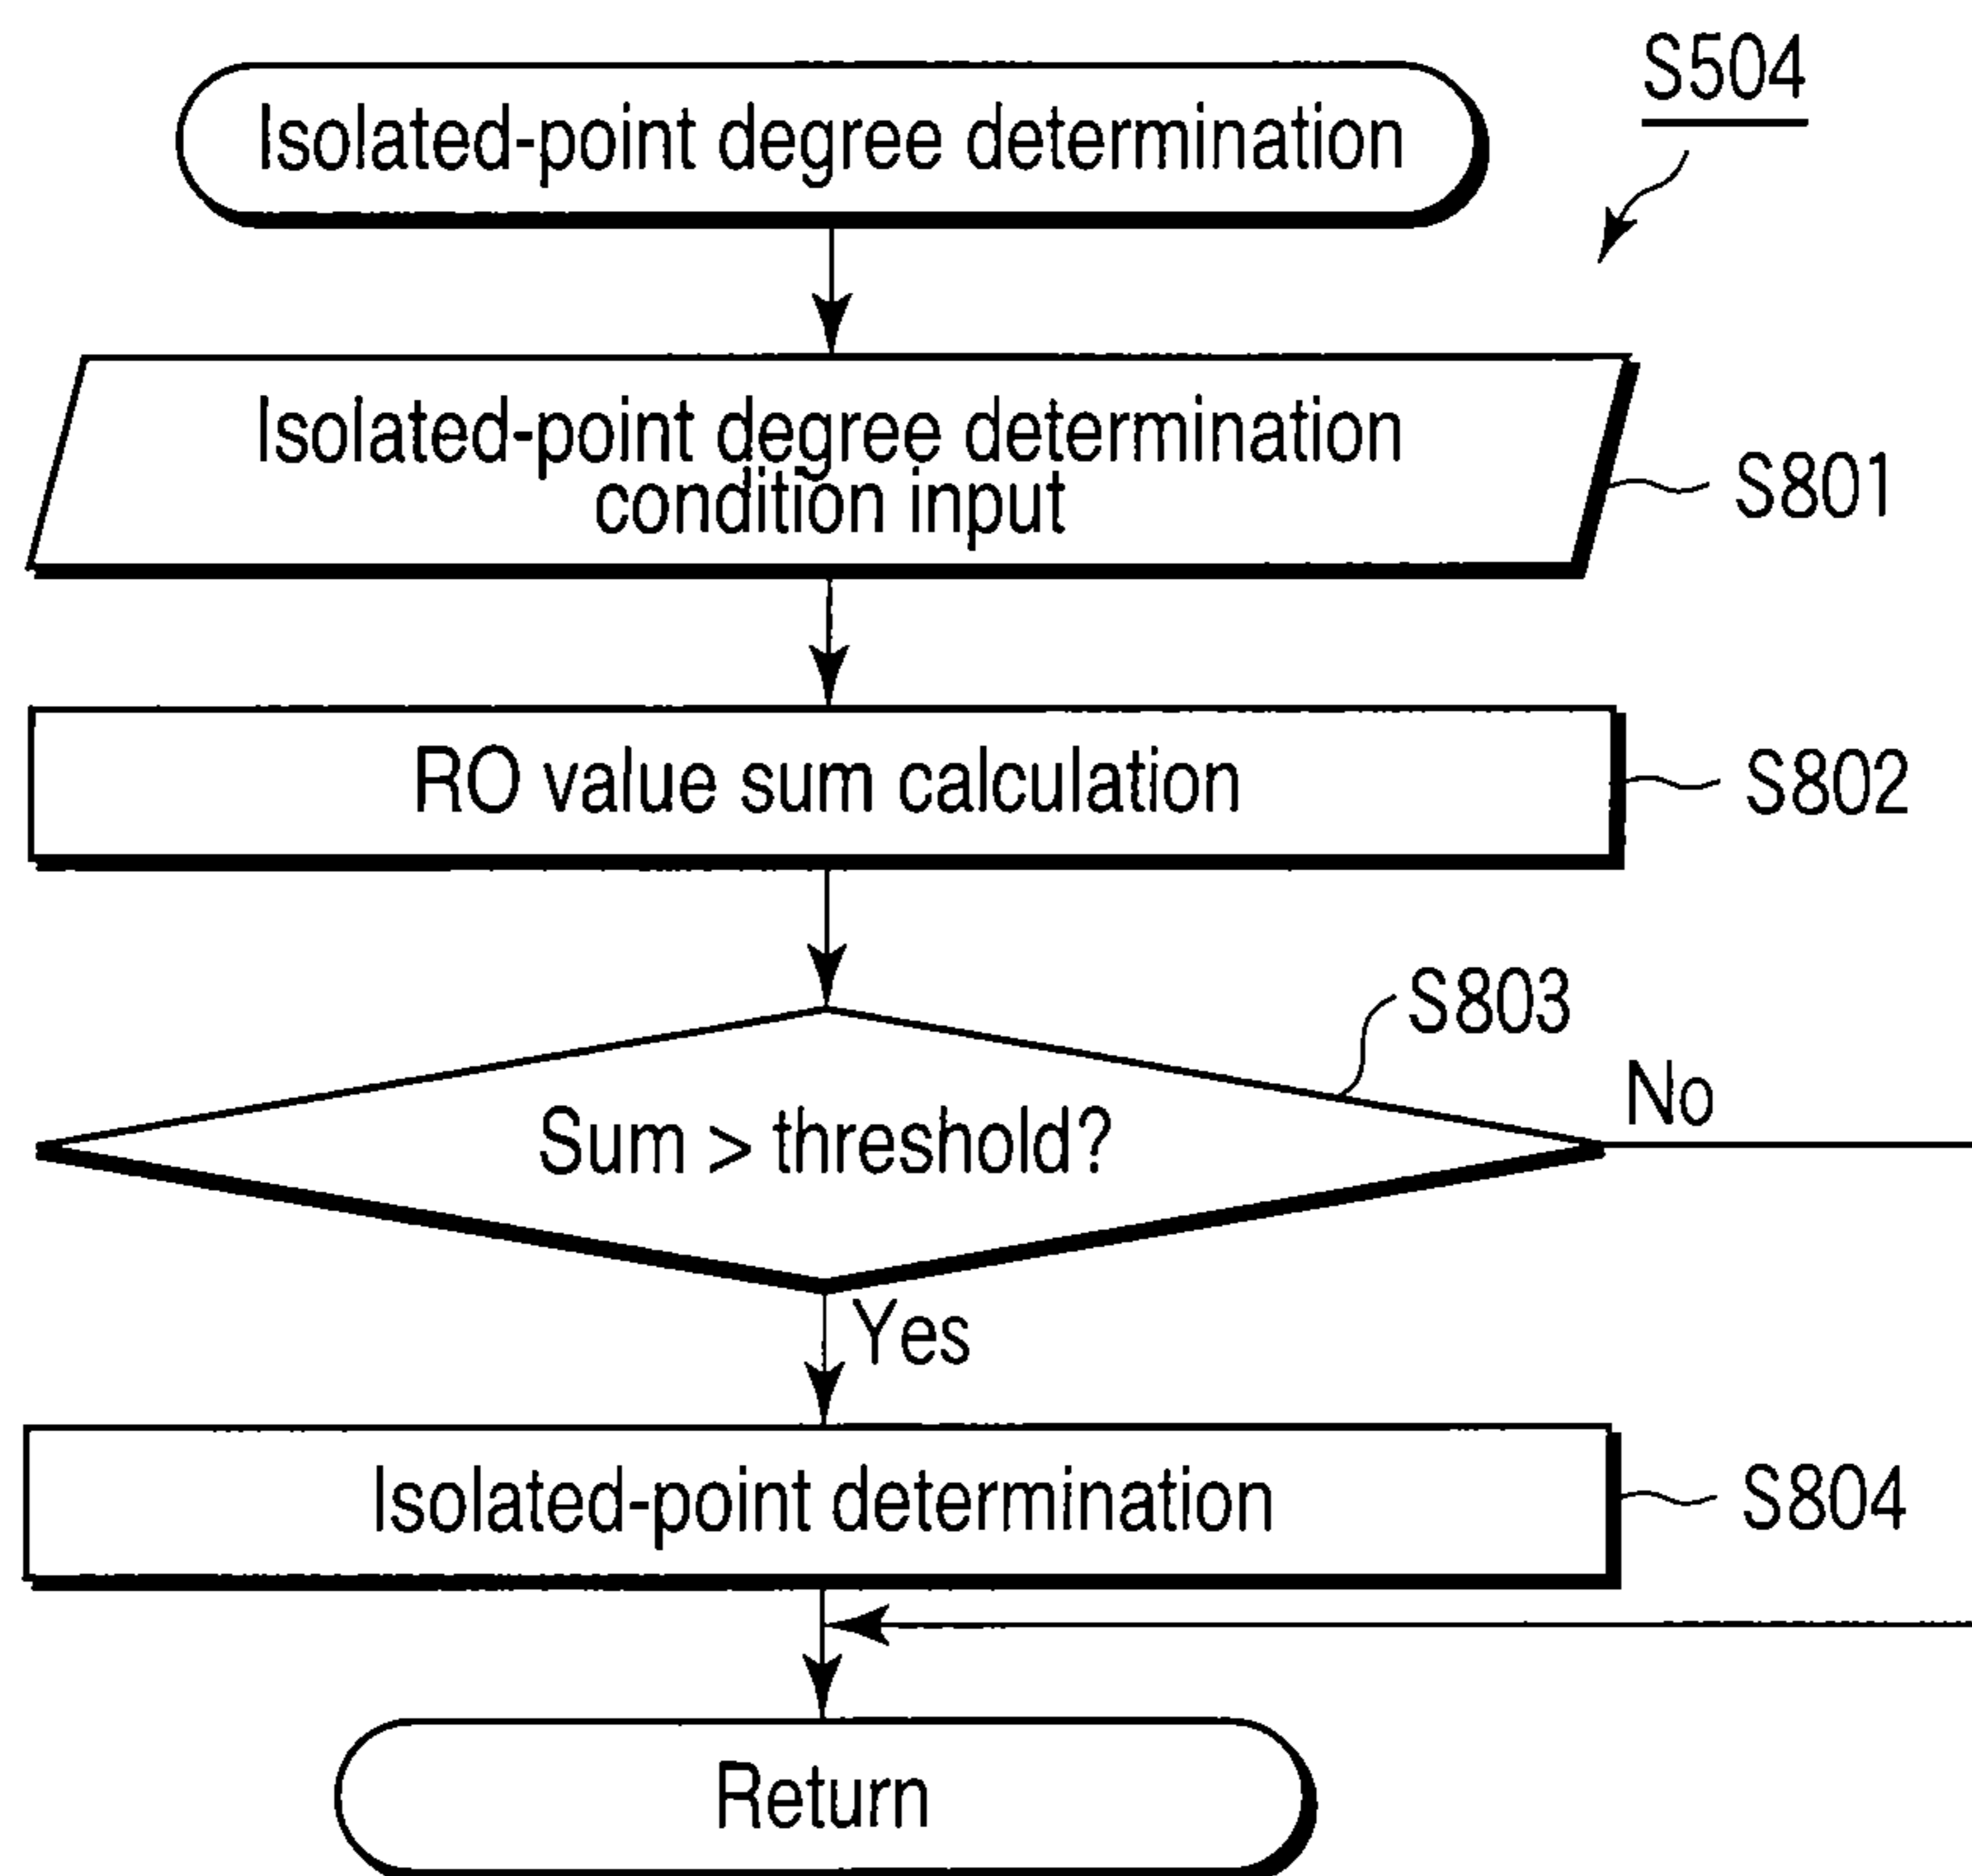 S504
Isolated-point degree determination
Isolated-point degree determination
condition input
S801
RO value sum calculation
S802
S803
Sum > threshold?
No
Yes
Isolated-point determination
S804
Return